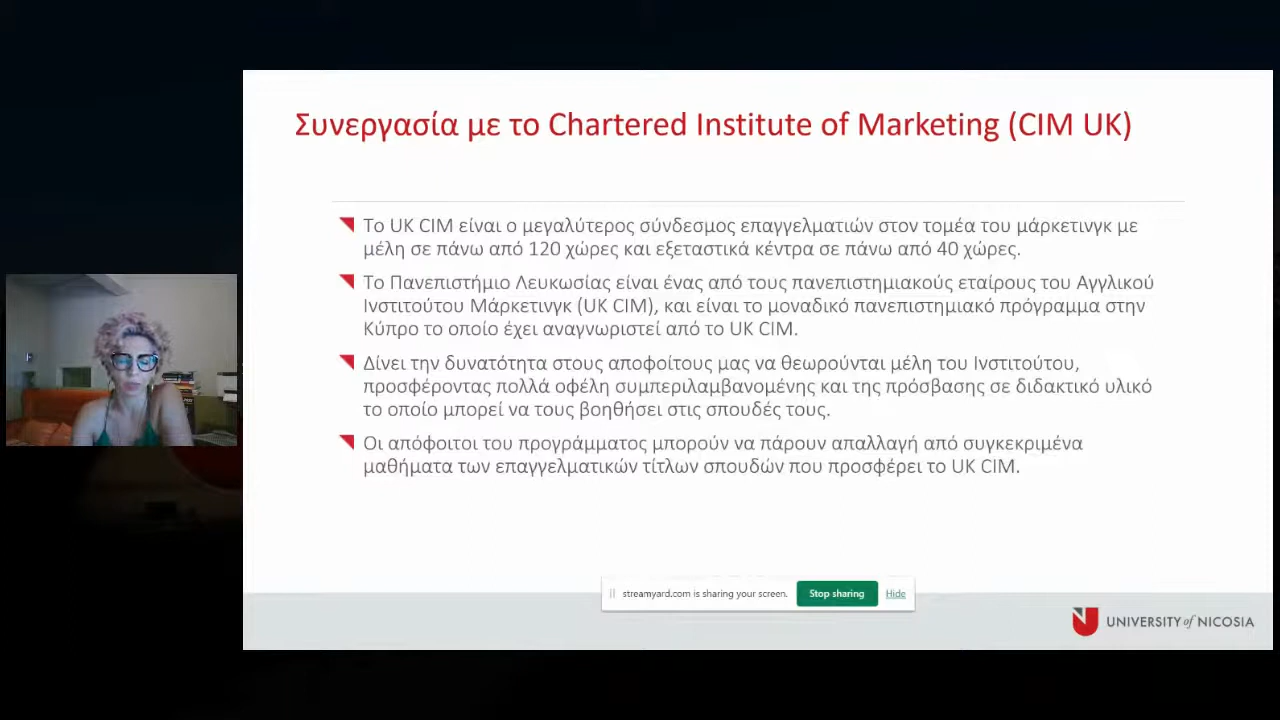 Συνεργασία με το Chartered Institute of Marketing (CIM UK)
Το UK CIM είναι ο μεγαλύτερος σύνδεσμος επαγγελματιών στον τομέα του μάρκετινγκ με
μέλη σε πάνω από 120 χώρες και εξεταστικά κέντρα σε πάνω από 40 χώρες.
Το Πανεπιστήμιο Λευκωσίας είναι ένας από τους πανεπιστημιακούς εταίρους του Αγγλικού
Ινστιτούτου Μάρκετινγκ (UK CIM), και είναι το μοναδικό πανεπιστημιακό πρόγραμμα στην
Κύπρο το οποίο έχει αναγνωριστεί από το UK CIM.
Δίνει την δυνατότητα στους αποφοίτους μας να θεωρούνται μέλη του Ινστιτούτου,
προσφέροντας πολλά οφέλη συμπεριλαμβανομένης και της πρόσβασης σε διδακτικό υλικό
το οποίο μπορεί να τους βοηθήσει στις σπουδές τους.
Οι απόφοιτοι του προγράμματος μπορούν να πάρουν απαλλαγή από συγκεκριμένα
μαθήματα των επαγγελματικών τίτλων σπουδών που προσφέρει το UK CIM.
streamyard.com is sharing your screen. Stop sharing Hide
UNIVERSITY of NICOSIA